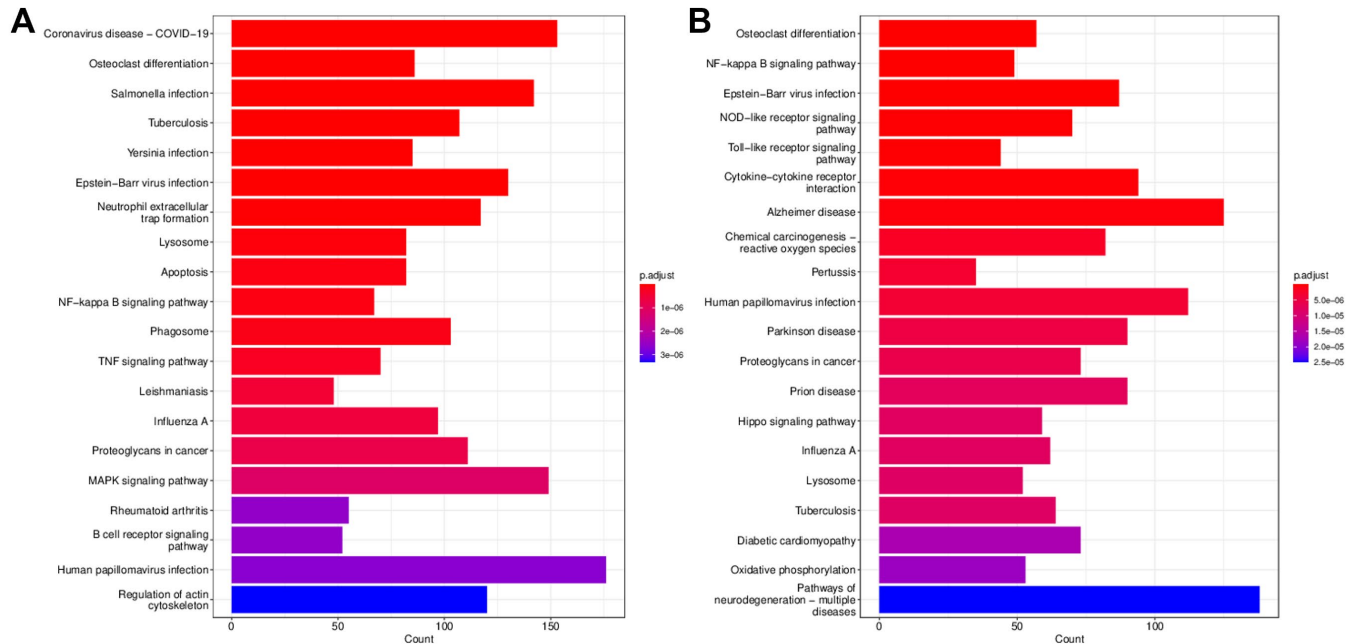 A
Coronavirus disease − COVID−19
Osteoclast differentiation
Salmonella infection
Tuberculosis
Yersinia infection
Epstein−Barr virus infection
Neutrophil extracellular
trap formation
Lysosome
Apoptosis
NF−kappa B signaling pathway
Phagosome
TNF signaling pathway
Leishmaniasis
Influenza A
Proteoglycans in cancer
MAPK signaling pathway
Rheumatoid arthritis
B cell receptor signaling
pathway
Human papillomavirus infection
Regulation of actin
cytoskeleton
0
50
100
150
Count
p.adjust
1e−06
2e−06
3e−06
B
Osteoclast differentiation
NF−kappa B signaling pathway
Epstein−Barr virus infection
NOD−like receptor signaling
pathway
Toll−like receptor signaling
pathway
Cytokine−cytokine receptor
interaction
Alzheimer disease
Chemical carcinogenesis −
reactive oxygen species
Pertussis
Human papillomavirus infection
Parkinson disease
Proteoglycans in cancer
Prion disease
Hippo signaling pathway
Influenza A
Lysosome
Tuberculosis
Diabetic cardiomyopathy
Oxidative phosphorylation
Pathways of
neurodegeneration − multiple
diseases
0
50
100
Count
p.adjust
5.0e−06
1.0e−05
1.5e−05
2.0e−05
2.5e−05